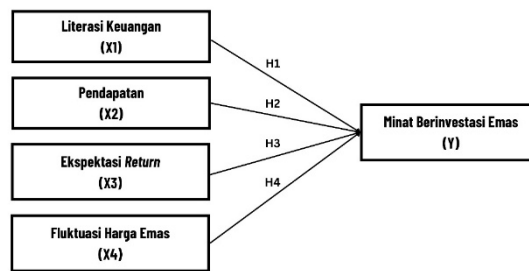 Literasi Keuangan
(X1)
H1
Pendapatan
(X2)
H2
Minat Berinvestasi Emas
(Y)
Ekspektasi Return
(X3)
H3
H4
Fluktuasi Harga Emas
(X4)